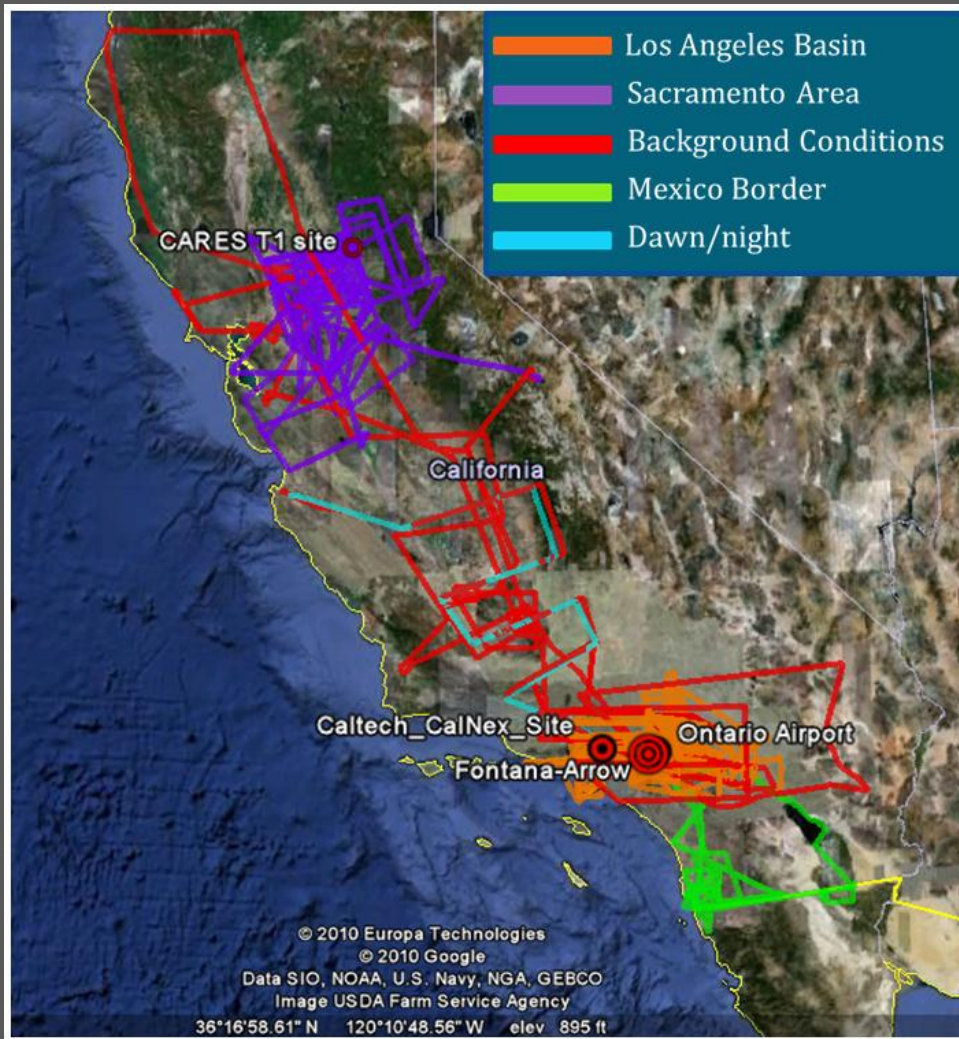 Los Angeles Basin
Sacramento Area
Background Conditions
Mexico Border
Dawn/night
CARES T1 site
California
Caltech_CalNex_Site
Ontario Airport
Fontana-Arrow
© 2010 Europa Technologies
© 2010 Google
Data SIO, NOAA, U.S. Navy, NGA, GEBCO
Image USDA Farm Service Agency
36°16'58.61" N 120°10'48.56" W elev 895 ft